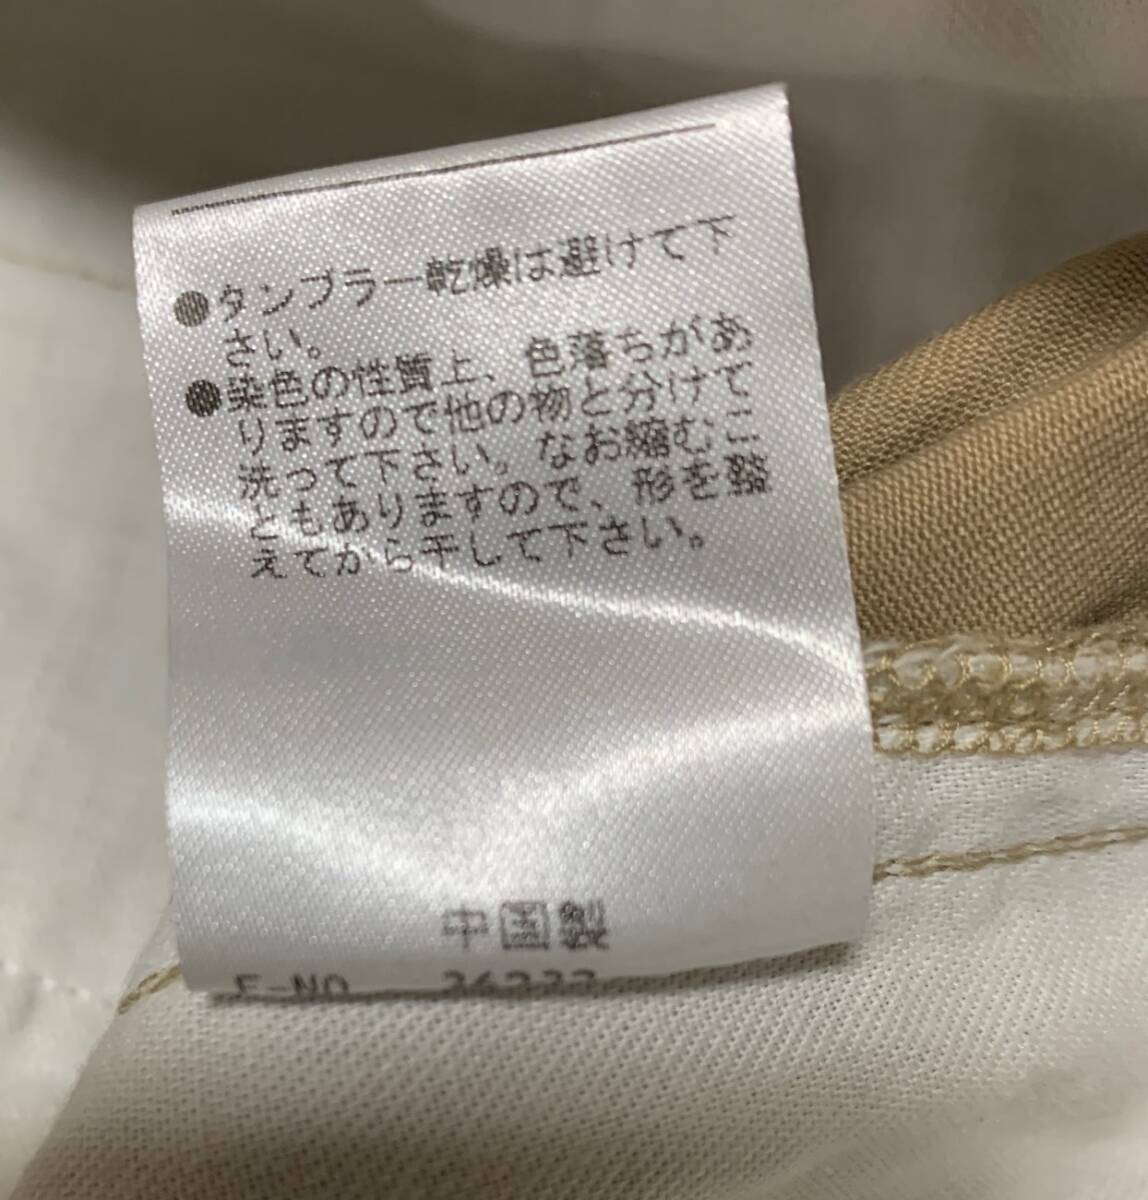 ●タンブラー乾燥は避けて下
さい。
●染色の性質上、色落ちがあ
りますので他の物と分けて
洗って下さい。なお縮むこ
ともありますので、形を整
えてから干して下さい。
中国製